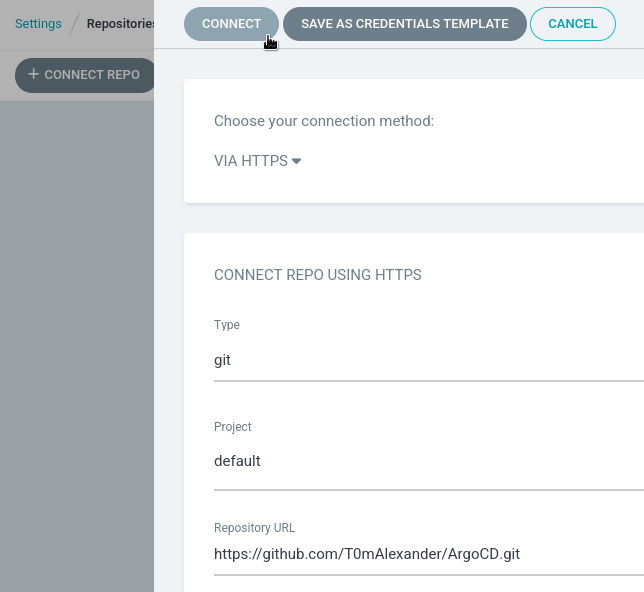 Settings / Repositories
CONNECT SAVE AS CREDENTIALS TEMPLATE CANCEL
+ CONNECT REPO
Choose your connection method:
VIA HTTPS
CONNECT REPO USING HTTPS
Type
git
Project
default
Repository URL
https://github.com/T0mAlexander/ArgoCD.git